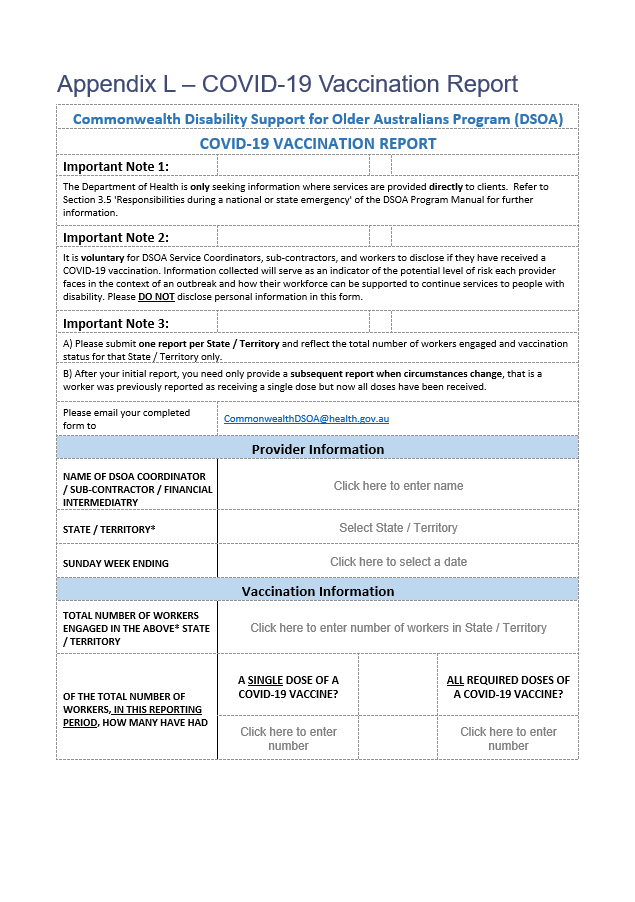 Appendix L – COVID-19 Vaccination Report
Commonwealth Disability Support for Older Australians Program (DSOA)
COVID-19 VACCINATION REPORT
Important Note 1:
The Department of Health is only seeking information where services are provided directly to clients.  Refer to
Section 3.5 'Responsibilities during a national or state emergency' of the DSOA Program Manual for further
information.
Important Note 2:
It is voluntary for DSOA Service Coordinators, sub-contractors, and workers to disclose if they have received a
COVID-19 vaccination. Information collected will serve as an indicator of the potential level of risk each provider
faces in the context of an outbreak and how their workforce can be supported to continue services to people with
disability. Please DO NOT disclose personal information in this form.
Important Note 3:
A) Please submit one report per State / Territory and reflect the total number of workers engaged and vaccination
status for that State / Territory only.
B) After your initial report, you need only provide a subsequent report when circumstances change, that is a
worker was previously reported as receiving a single dose but now all doses have been received.
Please email your completed
form to
CommonwealthDSOA@health.gov.au
Provider Information
NAME OF DSOA COORDINATOR
/ SUB-CONTRACTOR / FINANCIAL
INTERMEDIATRY
Click here to enter name
STATE / TERRITORY*
Select State / Territory
SUNDAY WEEK ENDING
Click here to select a date
Vaccination Information
TOTAL NUMBER OF WORKERS
ENGAGED IN THE ABOVE* STATE
/ TERRITORY
Click here to enter number of workers in State / Territory
OF THE TOTAL NUMBER OF
WORKERS, IN THIS REPORTING
PERIOD, HOW MANY HAVE HAD
A SINGLE DOSE OF A
COVID-19 VACCINE?
ALL REQUIRED DOSES OF
A COVID-19 VACCINE?
Click here to enter
number
Click here to enter
number